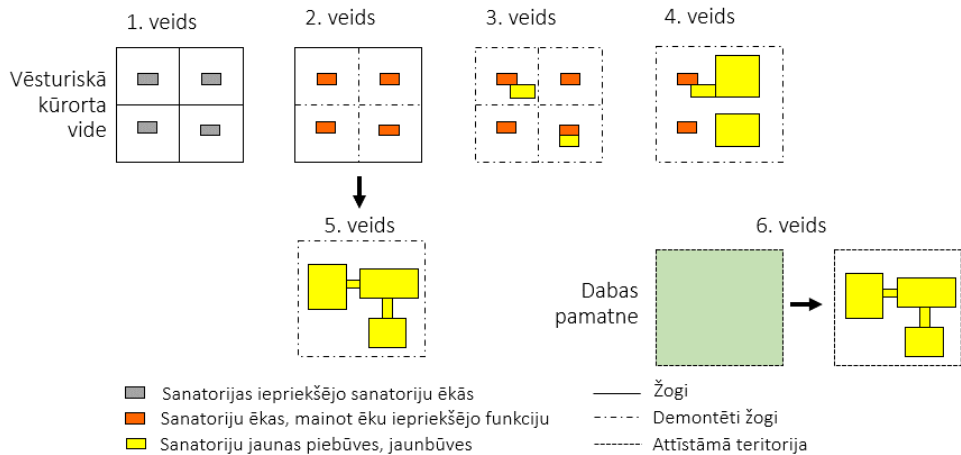 1. veids
2. veids
3. veids
4. veids
Vēsturiskā
kūrorta
vide
5. veids
6. veids
Dabas
pamatne
Sanatorijas iepriekšējo sanatoriju ēkās
Sanatoriju ēkas, mainot ēku iepriekšējo funkciju
Sanatoriju jaunas piebūves, jaunbūves
Žogi
Demontēti žogi
Attīstāmā teritorija